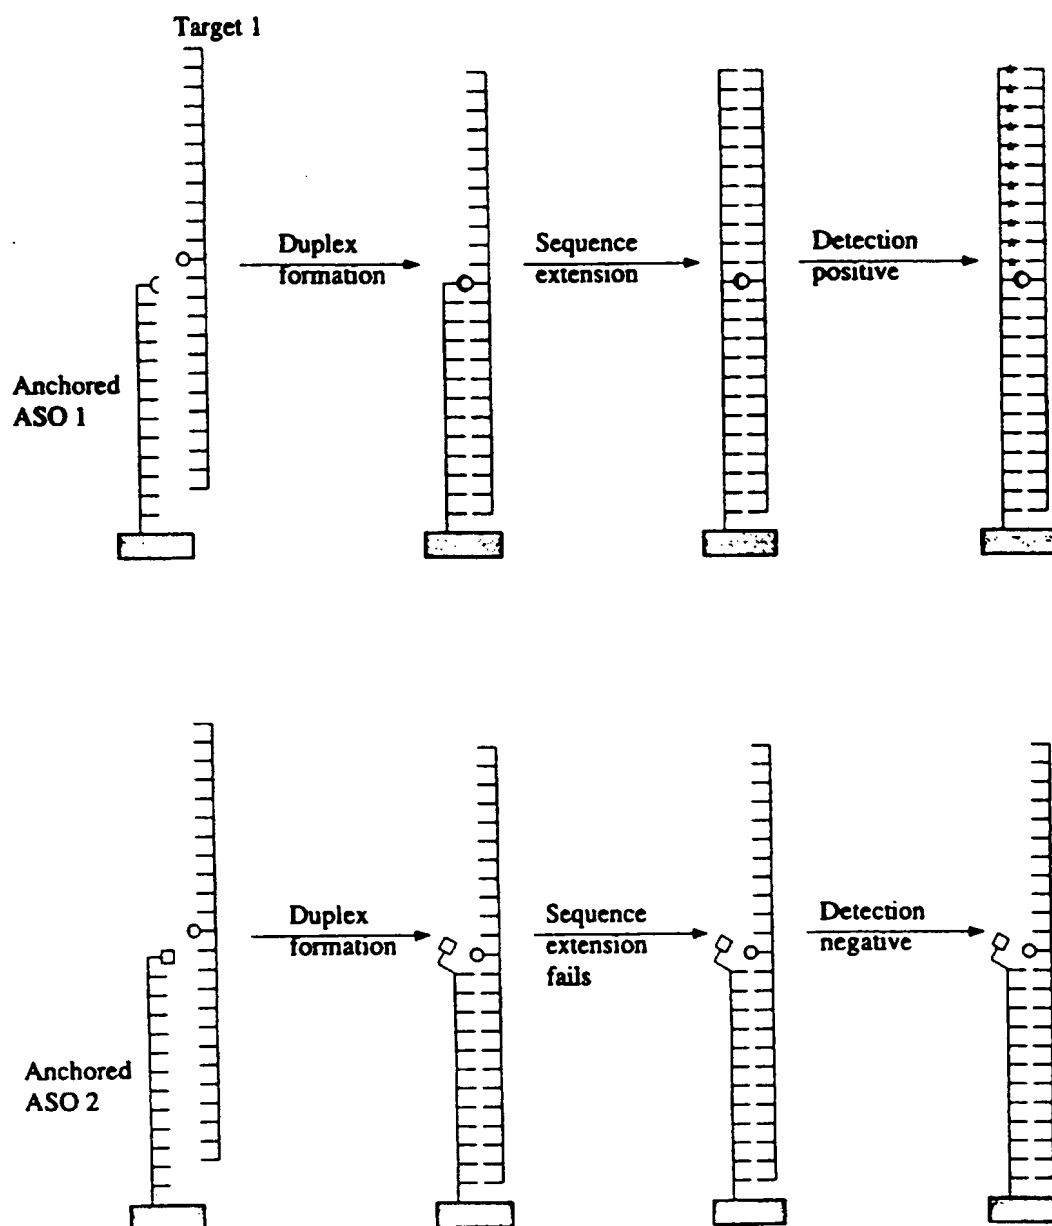 Target 1
Duplex
formation
Sequence
extension
Detection
positive
Anchored
ASO 1
Duplex
formation
Sequence
extension
fails
Detection
negative
Anchored
ASO 2